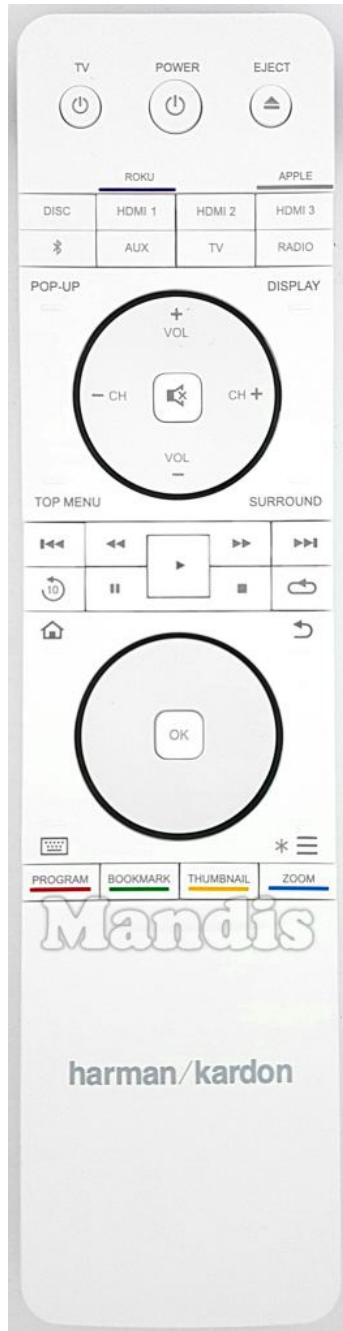 TV POWER EJECT
ROKU APPLE
DISC HDMI 1 HDMI 2 HDMI 3
AUX TV RADIO
POP-UP DISPLAY
+
VOL
– CH CH +
VOL
–
TOP MENU SURROUND
10
OK
PROGRAM BOOKMARK THUMBNAIL ZOOM
Mandis
harman/kardon